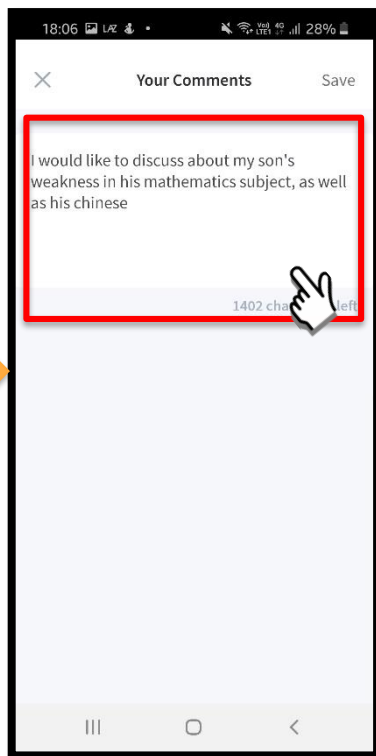 18:06 LAZ 28%
Your Comments Save
I would like to discuss about my son's
weakness in his mathematics subject, as well
as his chinese
1402 left